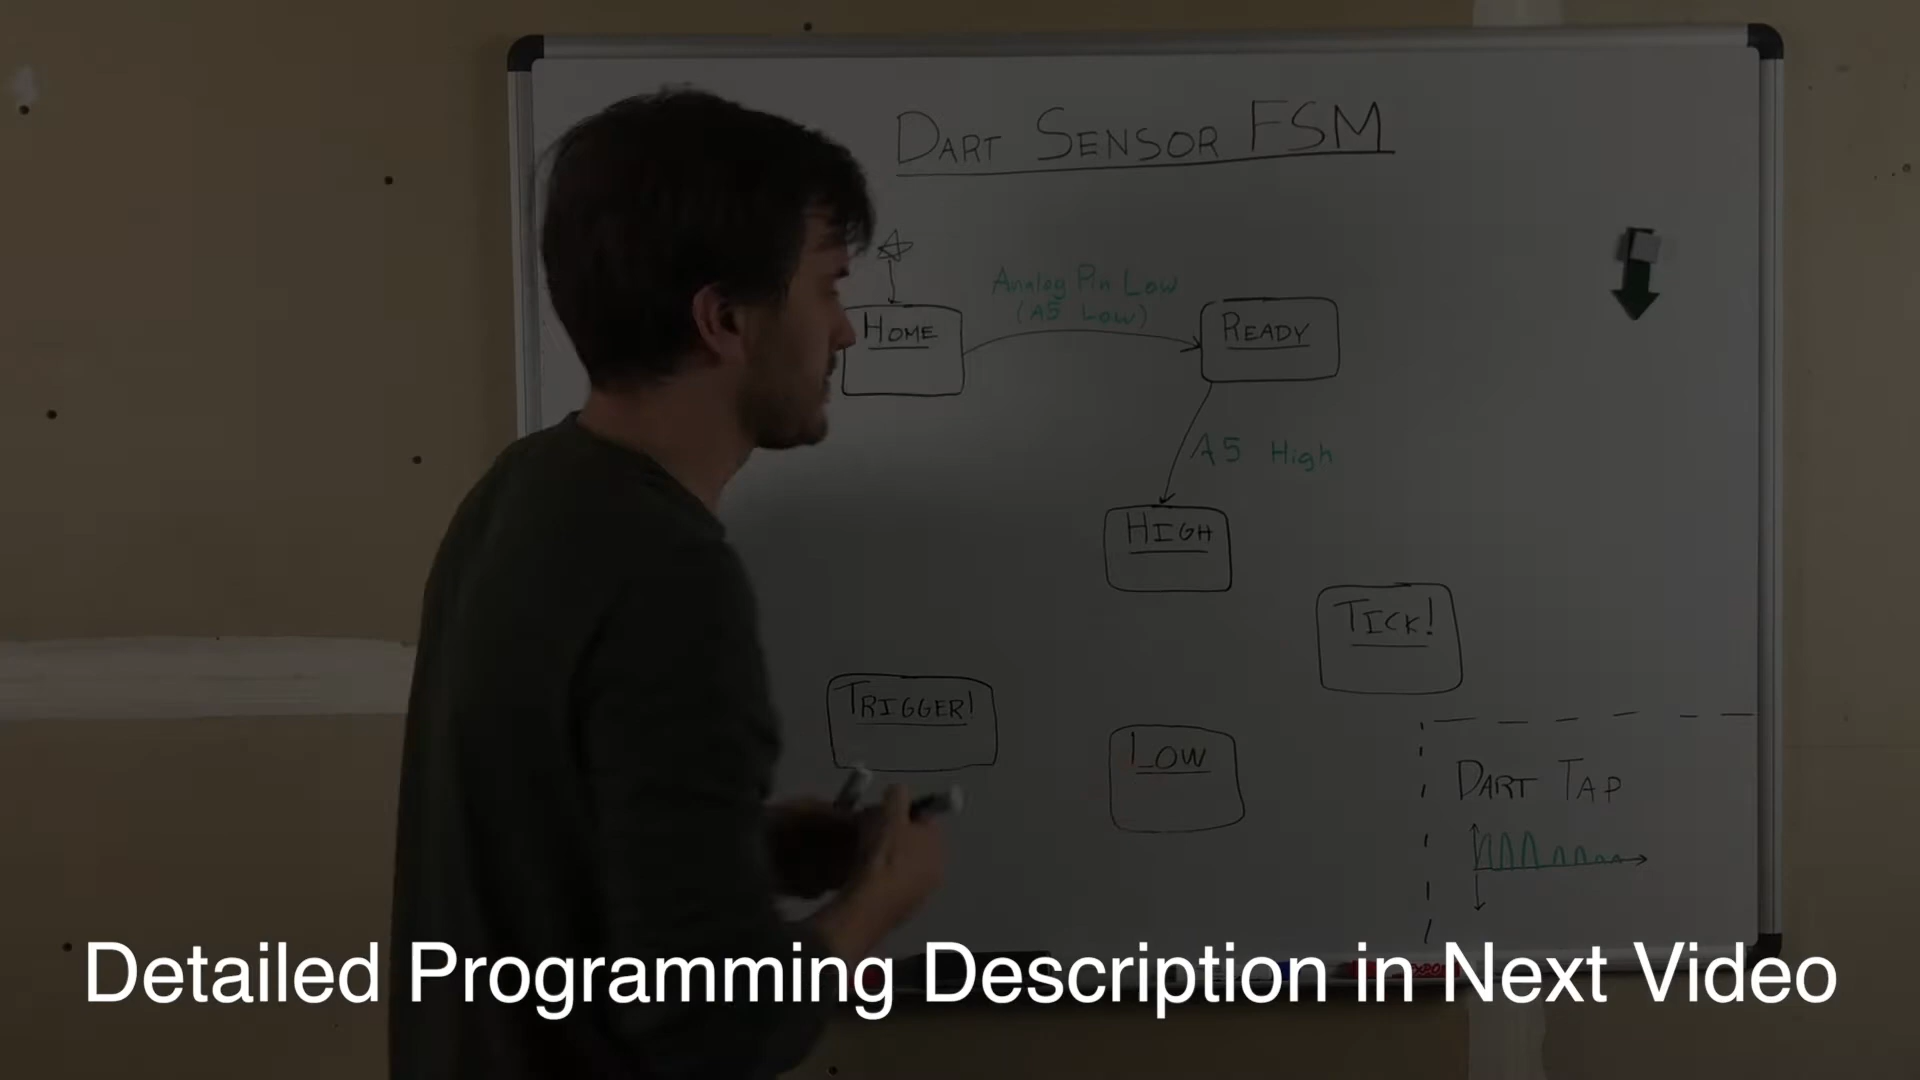 DART SENSOR FSM
Analog Pin Low
(A5 Low)
HOME
READY
A5 High
HIGH
TICK!
TRIGGER!
LOW
DART TAP
Detailed Programming Description in Next Video